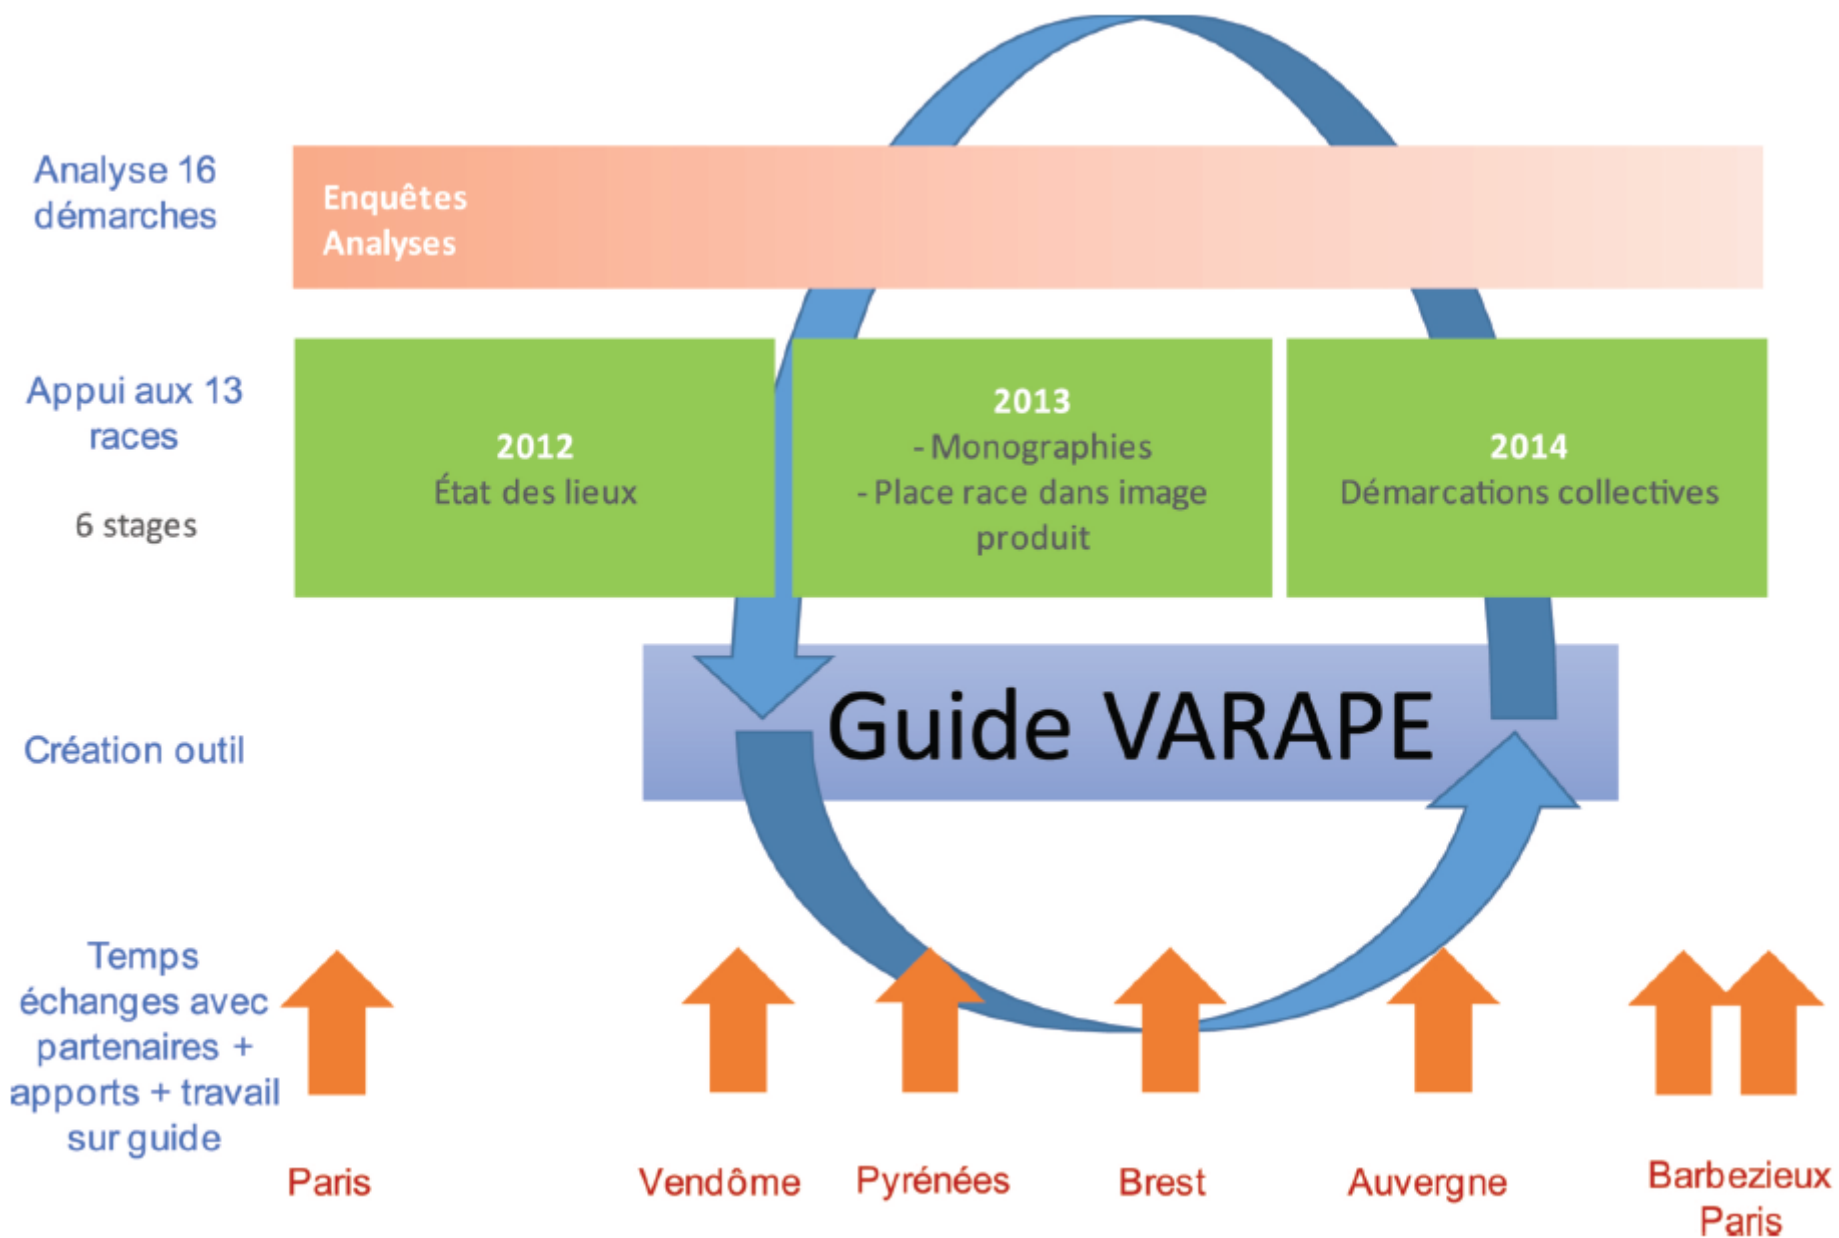 Analyse 16
démarches
Enquêtes
Analyses
Appui aux 13
races
6 stages
2012
État des lieux
2013
- Monographies
- Place race dans image
produit
2014
Démarcations collectives
Création outil
Guide VARAPE
Temps
échanges avec
partenaires +
apports + travail
sur guide
Paris
Vendôme
Pyrénées
Brest
Auvergne
Barbezieux
Paris